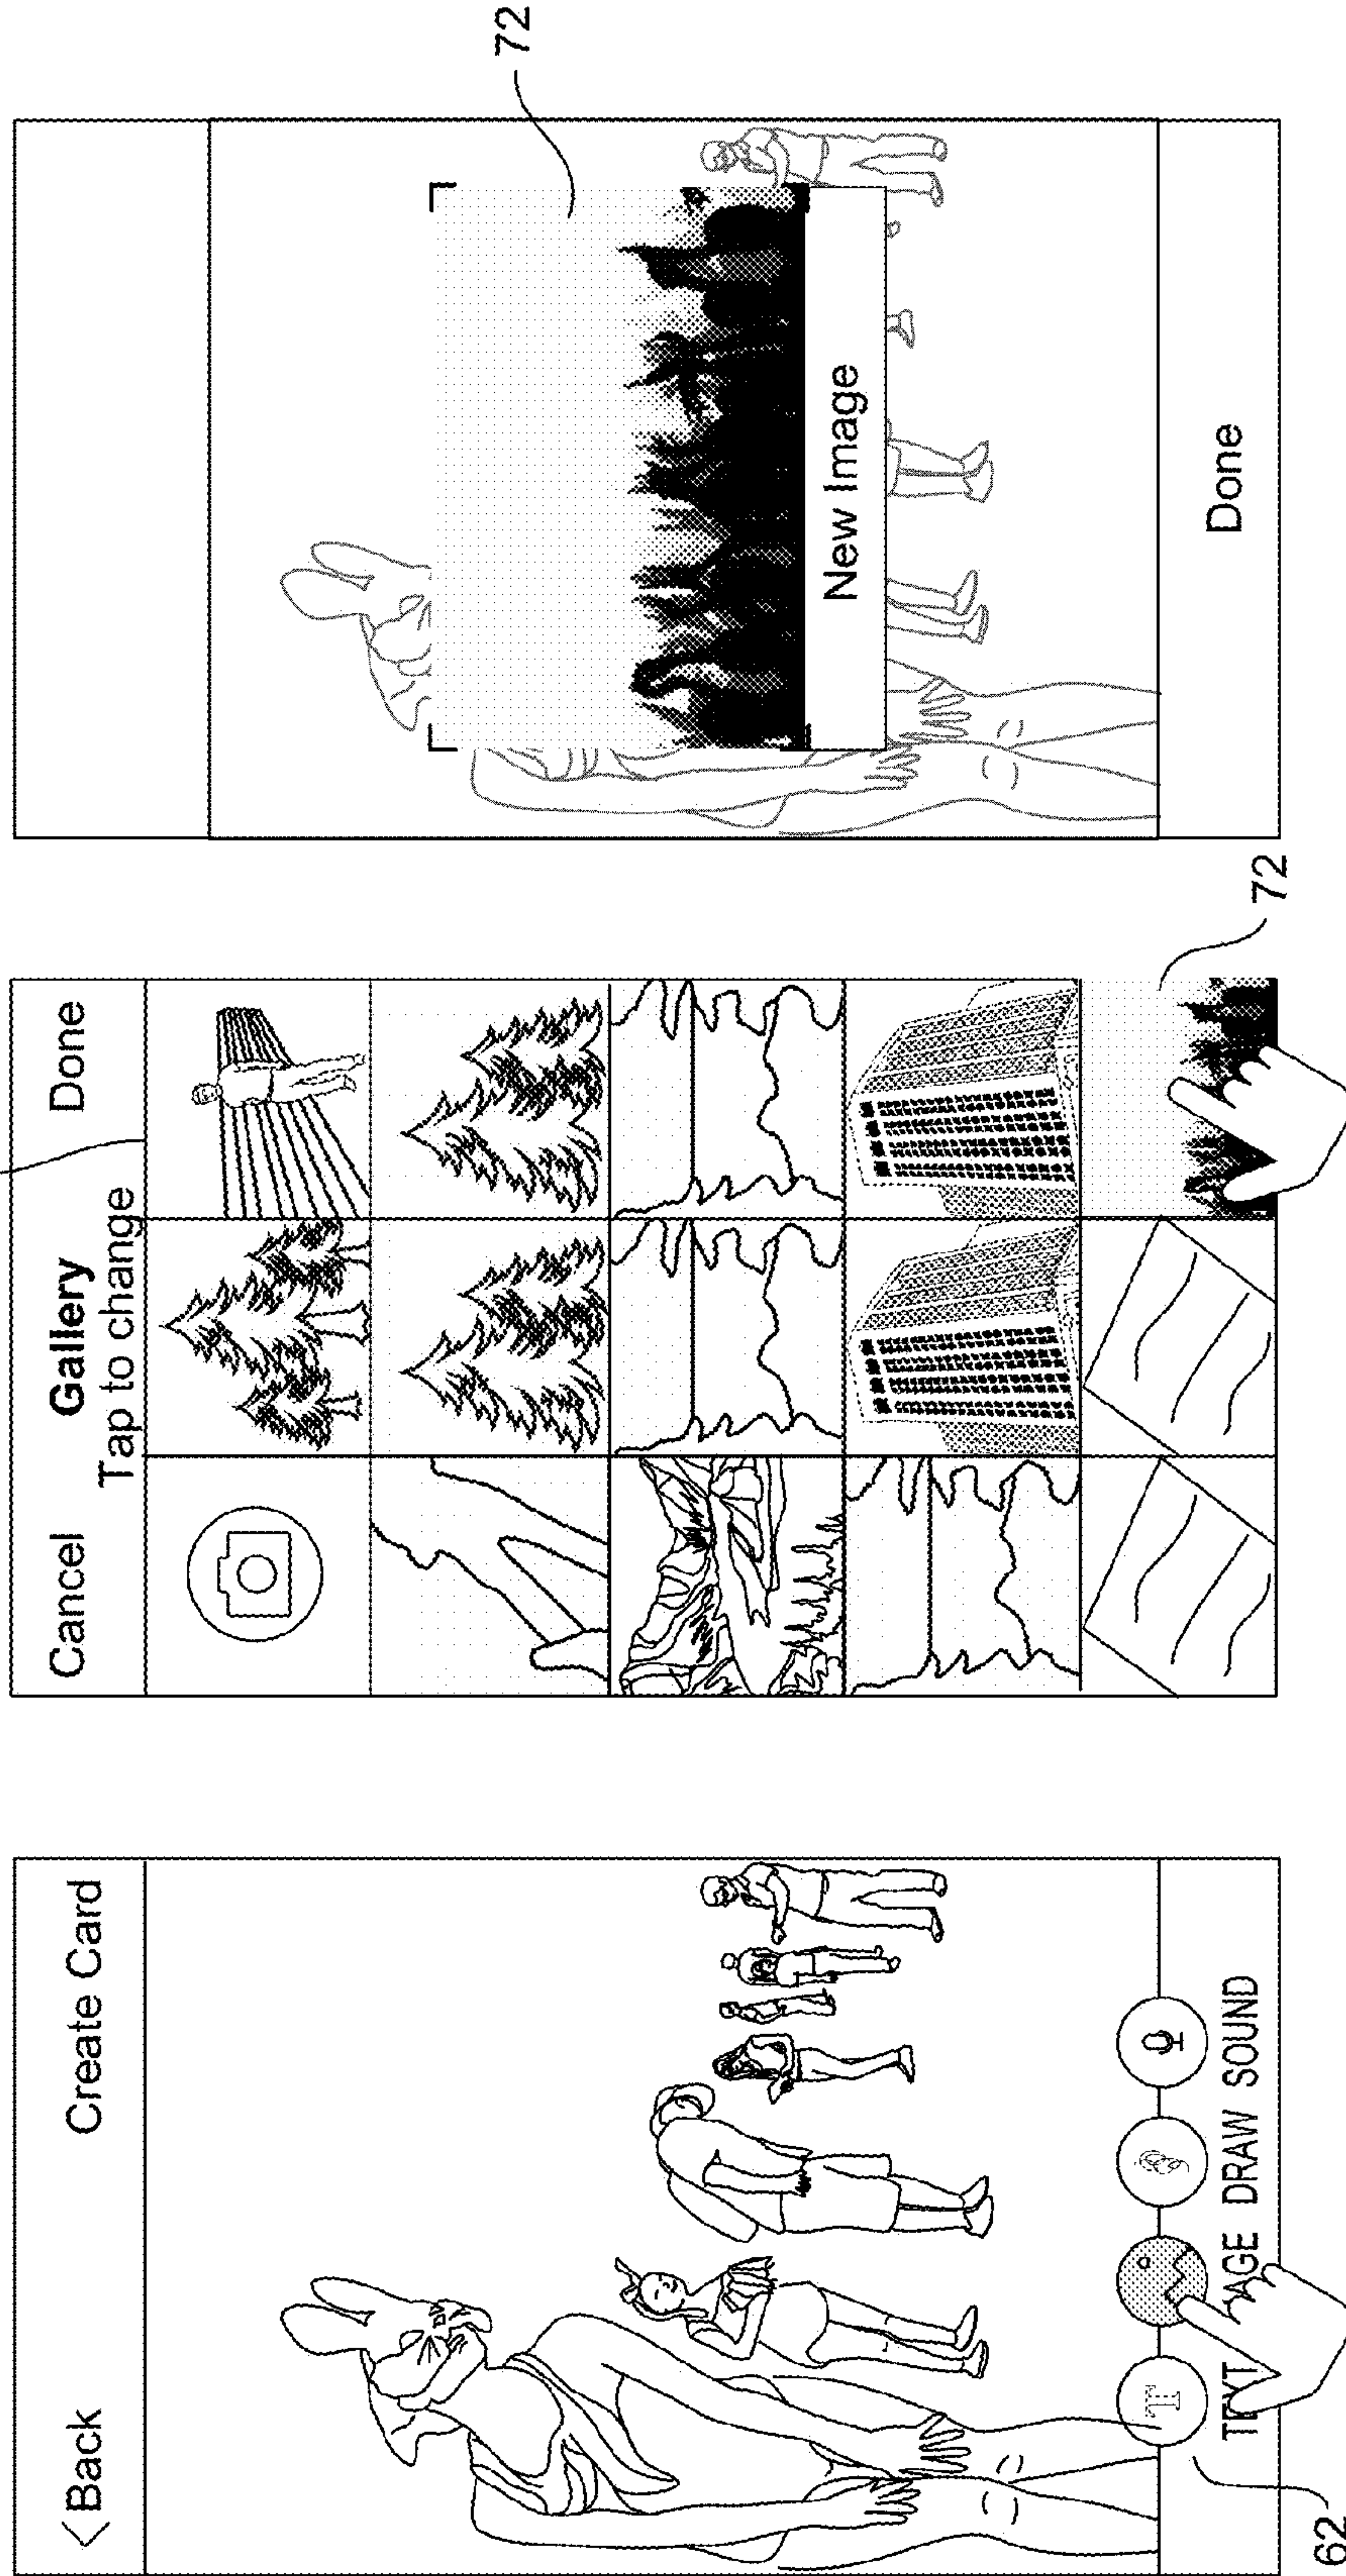 <Back Create Card
TEXT AGE DRAW SOUND
62
Cancel Gallery Done
Tap to change
72
72
New Image
Done